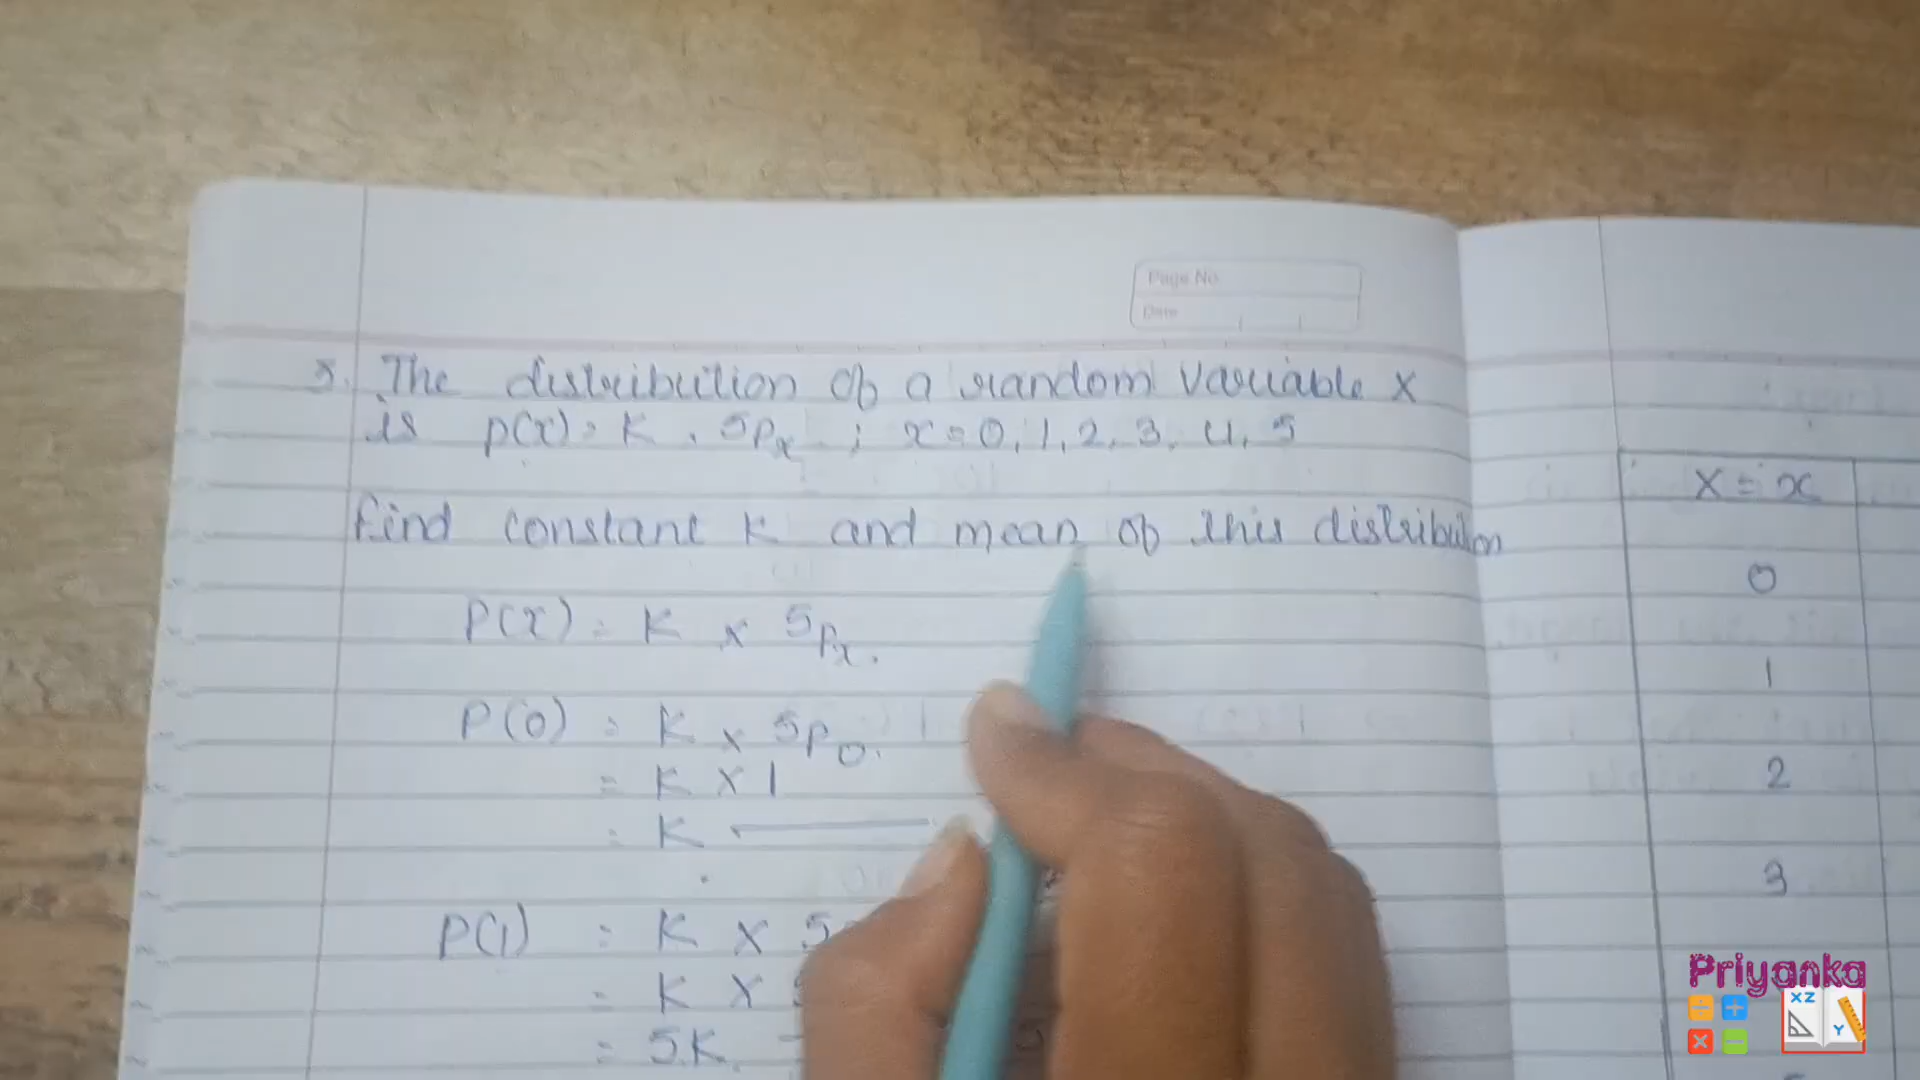 Page No
Date
5. The distribution of a random variable X
is p(x) = K . 5Px ; x = 0, 1, 2, 3, 4, 5
find constant K and mean of this distribution
P(x) = K x 5Px.
P(0) = K x 5P0.
= K x 1
= K
P(1) = K x 5
= K x
= 5K
X = x
0
1
2
3
Priyanka
XZ
Y